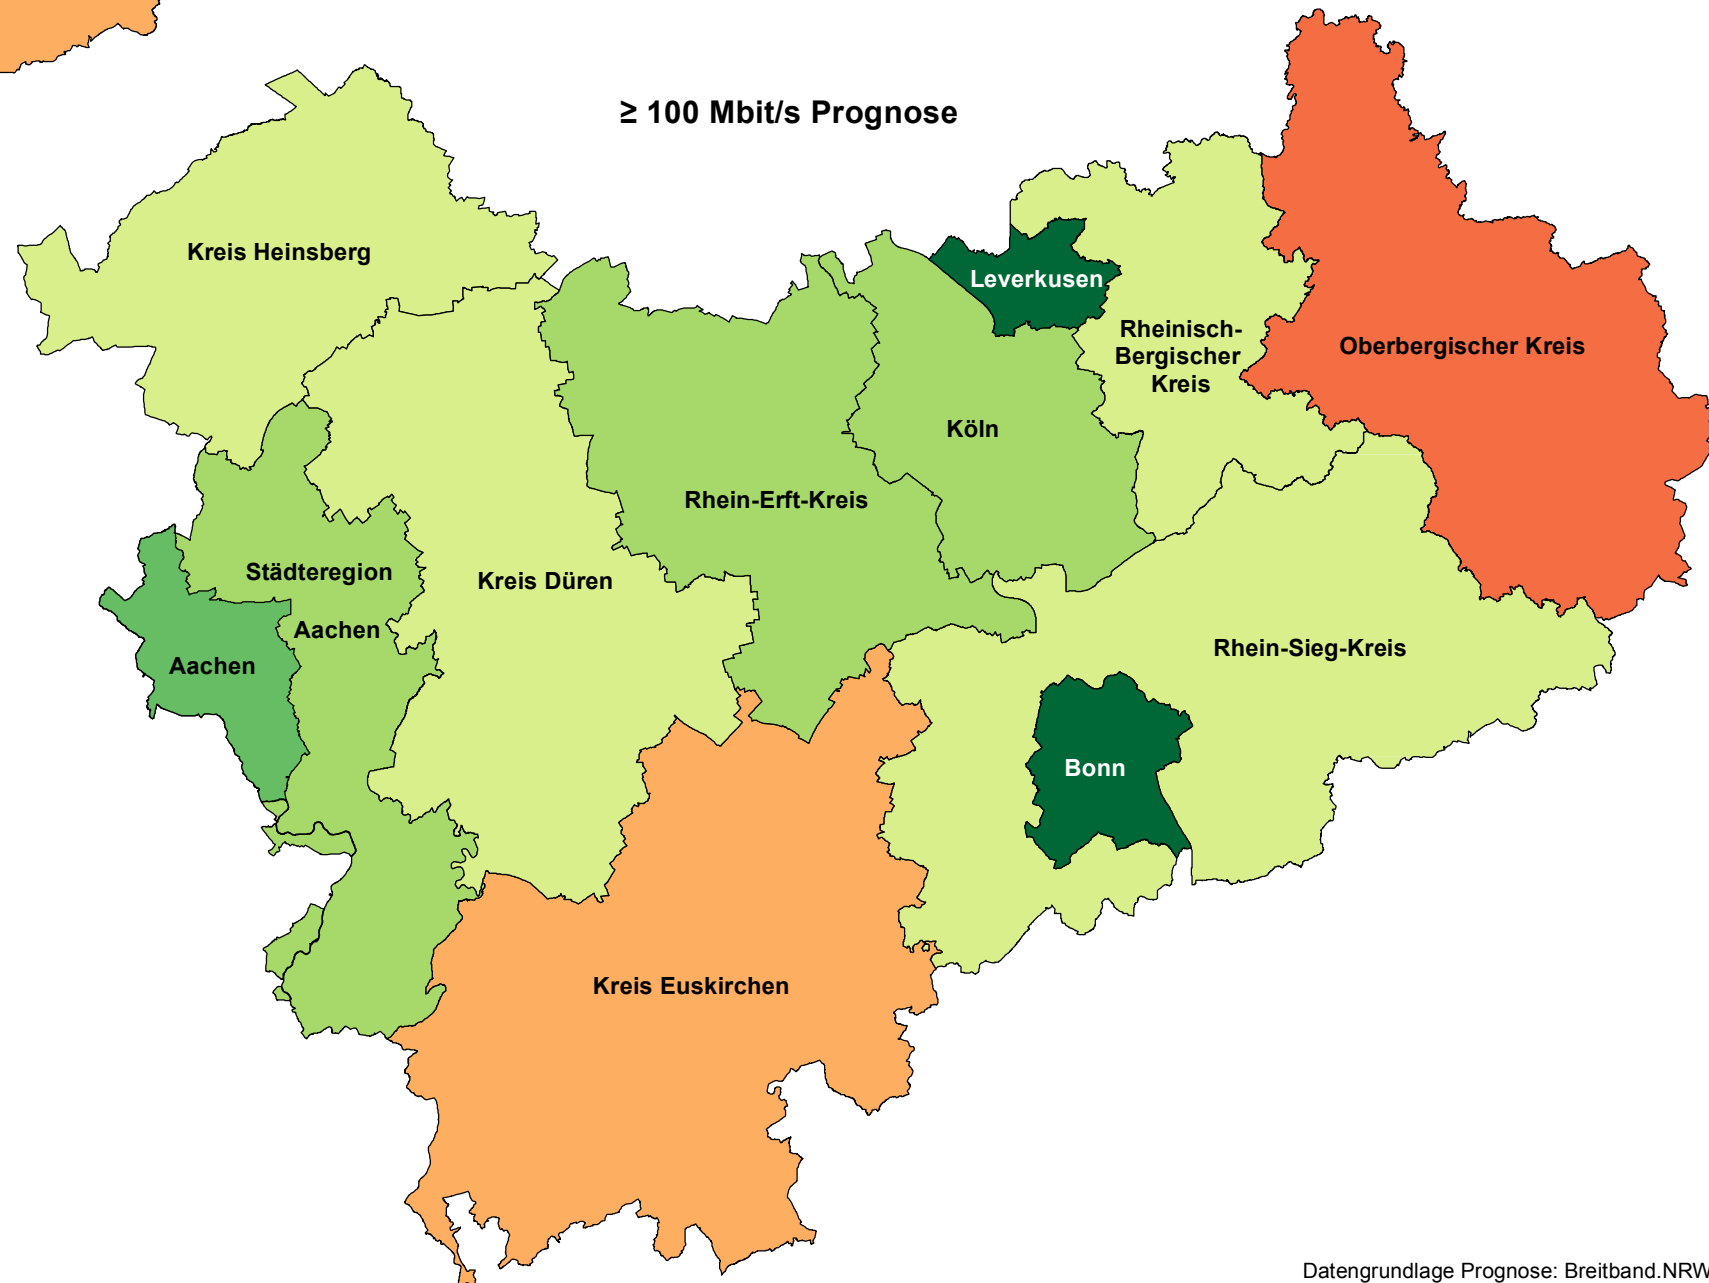 ≥ 100 Mbit/s Prognose
Kreis Heinsberg
Leverkusen
Rheinisch-
Bergischer
Kreis
Oberbergischer Kreis
Köln
Rhein-Erft-Kreis
Städteregion
Aachen
Kreis Düren
Aachen
Rhein-Sieg-Kreis
Bonn
Kreis Euskirchen
Datengrundlage Prognose: Breitband.NRW